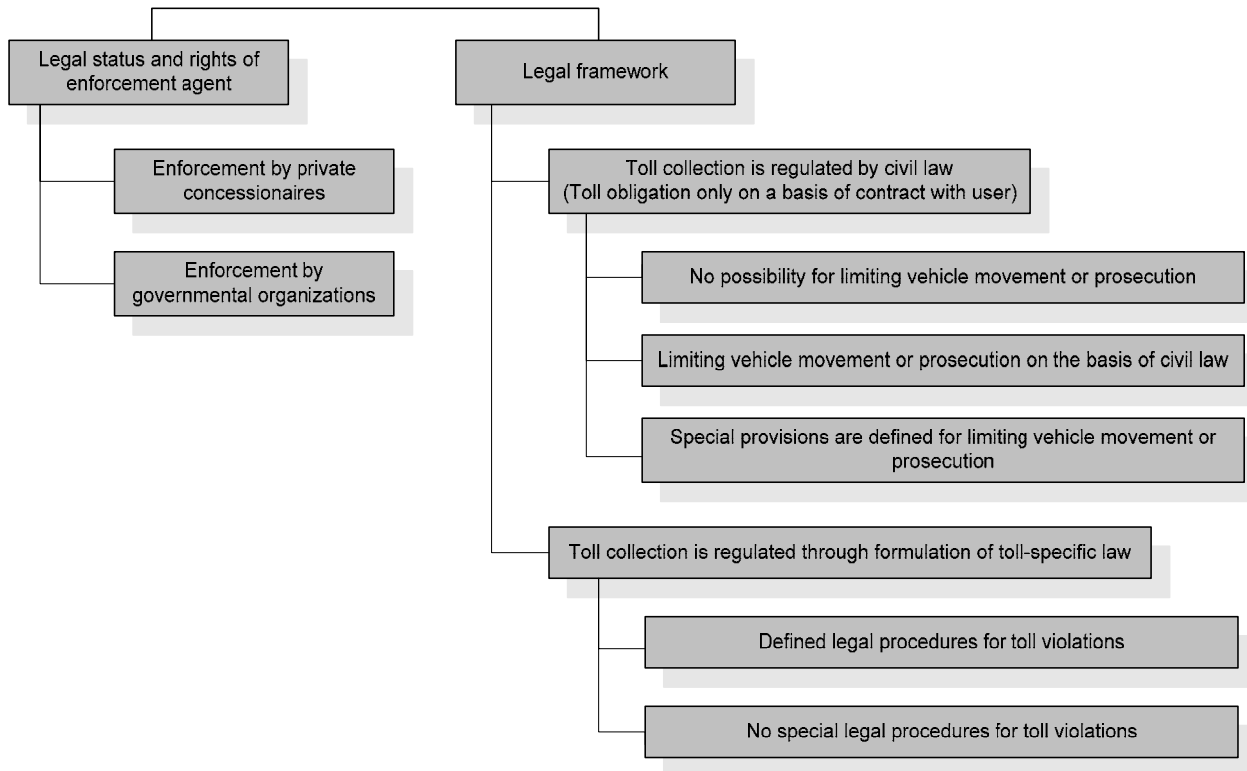 Legal status and rights of
enforcement agent
Enforcement by private
concessionaires
Enforcement by
governmental organizations
Legal framework
Toll collection is regulated by civil law
(Toll obligation only on a basis of contract with user)
No possibility for limiting vehicle movement or prosecution
Limiting vehicle movement or prosecution on the basis of civil law
Special provisions are defined for limiting vehicle movement or
prosecution
Toll collection is regulated through formulation of toll-specific law
Defined legal procedures for toll violations
No special legal procedures for toll violations